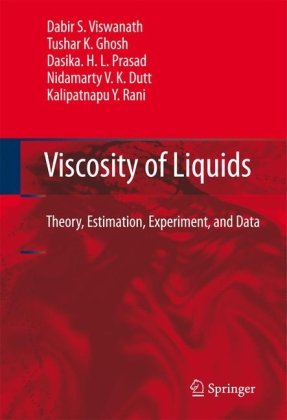 Dabir S. Viswanath
Tushar K. Ghosh
Dasika. H. L. Prasad
Nidamarty V. K. Dutt
Kalipatnapu Y. Rani
Viscosity of Liquids
Theory, Estimation, Experiment, and Data
Springer